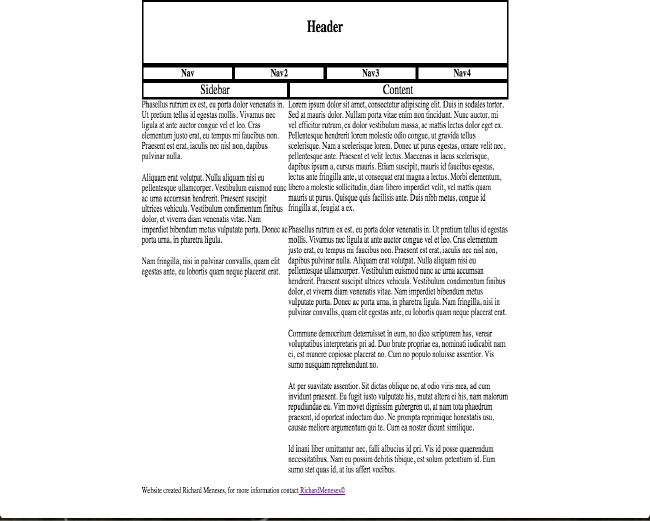 Header
Nav Nav2 Nav3 Nav4
Sidebar
Phasellus rutrum ex est, eu porta dolor venenatis in.
Ut pretium tellus id egestas mollis. Vivamus nec
ligula at ante auctor congue vel et leo. Cras
elementum justo erat, eu tempus mi faucibus non.
Praesent est erat, iaculis nec nisl non, dapibus
pulvinar nulla.
Aliquam erat volutpat. Nulla aliquam nisi eu
pellentesque ullamcorper. Vestibulum euismod nunc
ac urna accumsan hendrerit. Praesent suscipit
ultrices vehicula. Vestibulum condimentum finibus
dolor, et viverra diam venenatis vitae. Nam
imperdiet bibendum metus vulputate porta. Donec ac
porta urna, in pharetra ligula.
Nam fringilla, nisi in pulvinar convallis, quam elit
egestas ante, eu lobortis quam neque placerat erat.
Content
Lorem ipsum dolor sit amet, consectetur adipiscing elit. Duis in sodales tortor.
Sed at mauris dolor. Nullam porta vitae enim non tincidunt. Nunc auctor, mi
vel efficitur rutrum, ex dolor vestibulum massa, ac mattis lectus dolor eget ex.
Pellentesque hendrerit lorem molestie odio congue, ut gravida tellus
scelerisque. Nam a scelerisque lorem. Donec ut purus egestas, ornare velit nec,
pellentesque ante. Praesent et velit lectus. Maecenas in lacus scelerisque,
dapibus ipsum a, cursus mauris. Etiam suscipit, mauris id faucibus egestas,
lectus ante fringilla ante, ut consequat erat magna a lectus. Morbi elementum,
libero a molestie sollicitudin, diam libero imperdiet velit, vel mattis quam
mauris ut purus. Quisque quis facilisis ante. Duis nibh metus, congue id
fringilla at, feugiat a ex.
Phasellus rutrum ex est, eu porta dolor venenatis in. Ut pretium tellus id egestas
mollis. Vivamus nec ligula at ante auctor congue vel et leo. Cras elementum
justo erat, eu tempus mi faucibus non. Praesent est erat, iaculis nec nisl non,
dapibus pulvinar nulla. Aliquam erat volutpat. Nulla aliquam nisi eu
pellentesque ullamcorper. Vestibulum euismod nunc ac urna accumsan
hendrerit. Praesent suscipit ultrices vehicula. Vestibulum condimentum finibus
dolor, et viverra diam venenatis vitae. Nam imperdiet bibendum metus
vulputate porta. Donec ac porta urna, in pharetra ligula. Nam fringilla, nisi in
pulvinar convallis, quam elit egestas ante, eu lobortis quam neque placerat erat.
Commune democritum deterruisset in eum, no dico scriptorem has, verear
voluptatibus interpretaris pri ad. Duo brute propriae ea, nominati iudicabit nam
ei, est munere copiosae placerat no. Cum no populo noluisse assentior. Vis
sumo nusquam reprehendunt no.
At per suavitate assentior. Sit dictas oblique ne, at odio viris mea, ad cum
invidunt praesent. Eu fugit iusto vulputate his, mutat altera ei his, nam malorum
repudiandae ea. Vim movet dignissim gubergren ut, at nam tota phaedrum
praesent, id oporteat indoctum duo. Ne prompta reprimique honestatis usu,
causae meliore argumentum qui te. Cum ea noster dicunt similique.
Id inani liber omittantur nec, falli albucius id pri. Vis id posse quaerendum
necessitatibus. Nam eu possim debitis tibique, est solum petentium id. Eum
sumo stet quas id, at ius affert vocibus.
Website created Richard Meneses, for more information contact RichardMeneses©